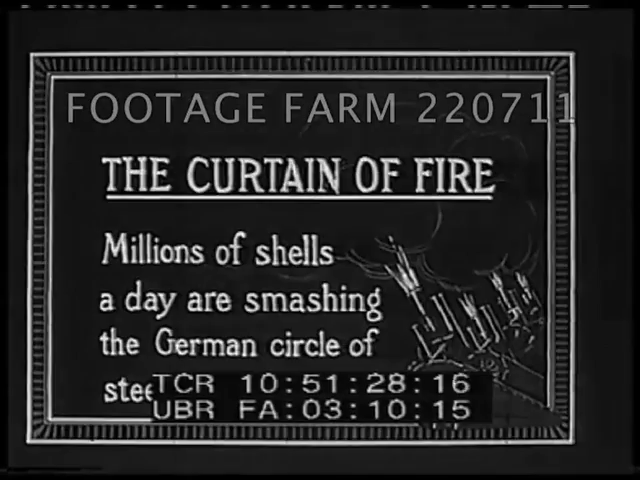 FOOTAGE FARM 220711
THE CURTAIN OF FIRE
Millions of shells
a day are smashing
the German circle of
TCR 10:51:28:16
UBR FA:03:10:15